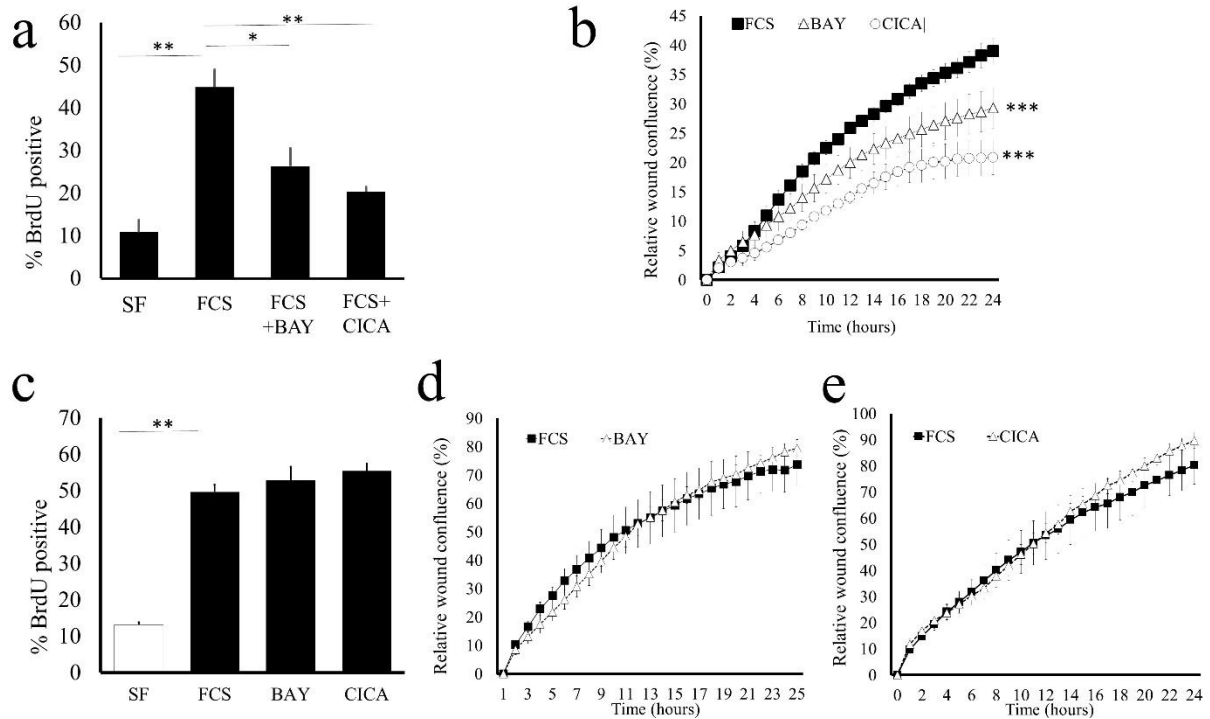 a
% BrdU positive
60
50
40
30
20
10
0
**
*
**
SF
FCS
FCS
+BAY
FCS+
CICA
b
Relative wound confluence (%)
FCS BAY CICA|
45
40
35
30
25
20
15
10
5
0
***
***
0 2 4 6 8 10 12 14 16 18 20 22 24
Time (hours)
c
% BrdU positive
70
60
50
40
30
20
10
0
**
SF FCS BAY CICA
d
Relative wound confluence (%)
FCS BAY
90
80
70
60
50
40
30
20
10
0
1 3 5 7 9 11 13 15 17 19 21 23 25
Time (hours)
e
Relative wound confluence (%)
FCS CICA
100
90
80
70
60
50
40
30
20
10
0
0 2 4 6 8 10 12 14 16 18 20 22 24
Time (hours)